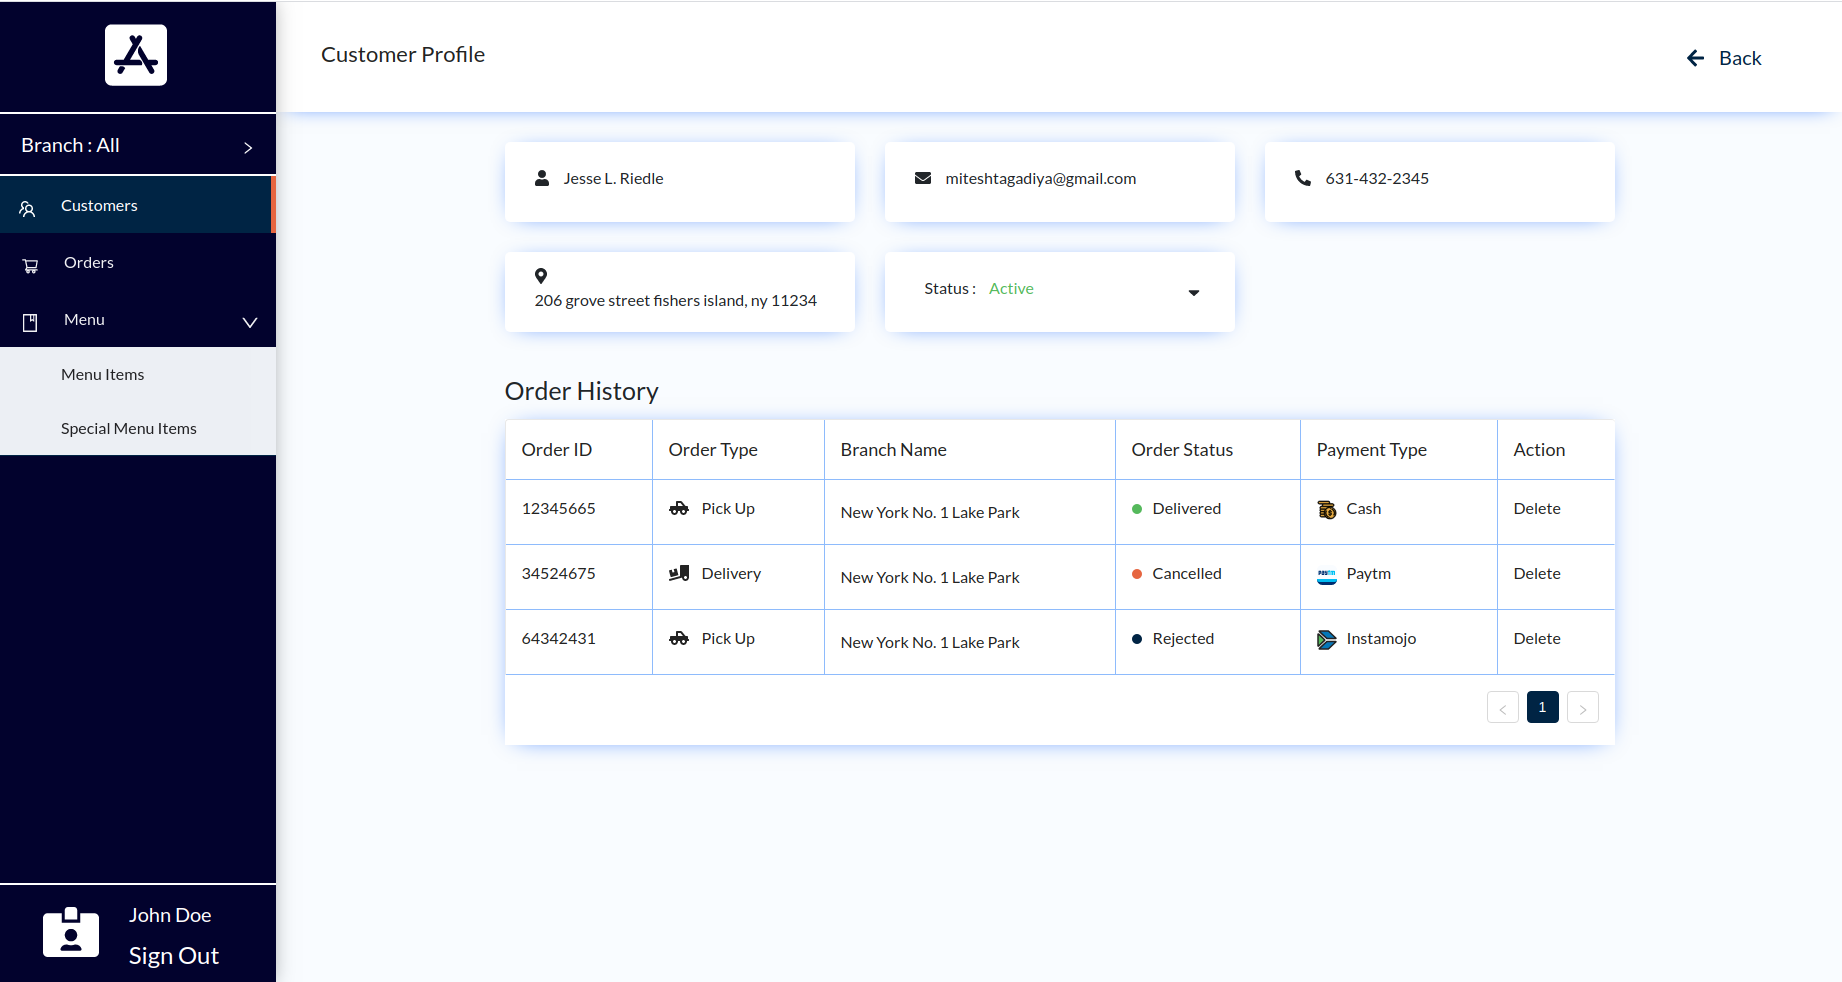 Customer Profile
Back
Branch : All
Customers
Orders
Menu
Menu Items
Special Menu Items
Jesse L. Riedle
miteshtagadiya@gmail.com
631-432-2345
206 grove street fishers island, ny 11234
Status : Active
Order History
Order ID Order Type Branch Name Order Status Payment Type Action
12345665 Pick Up New York No. 1 Lake Park Delivered Cash Delete
34524675 Delivery New York No. 1 Lake Park Cancelled Paytm Delete
64342431 Pick Up New York No. 1 Lake Park Rejected Instamojo Delete
< 1 >
John Doe
Sign Out